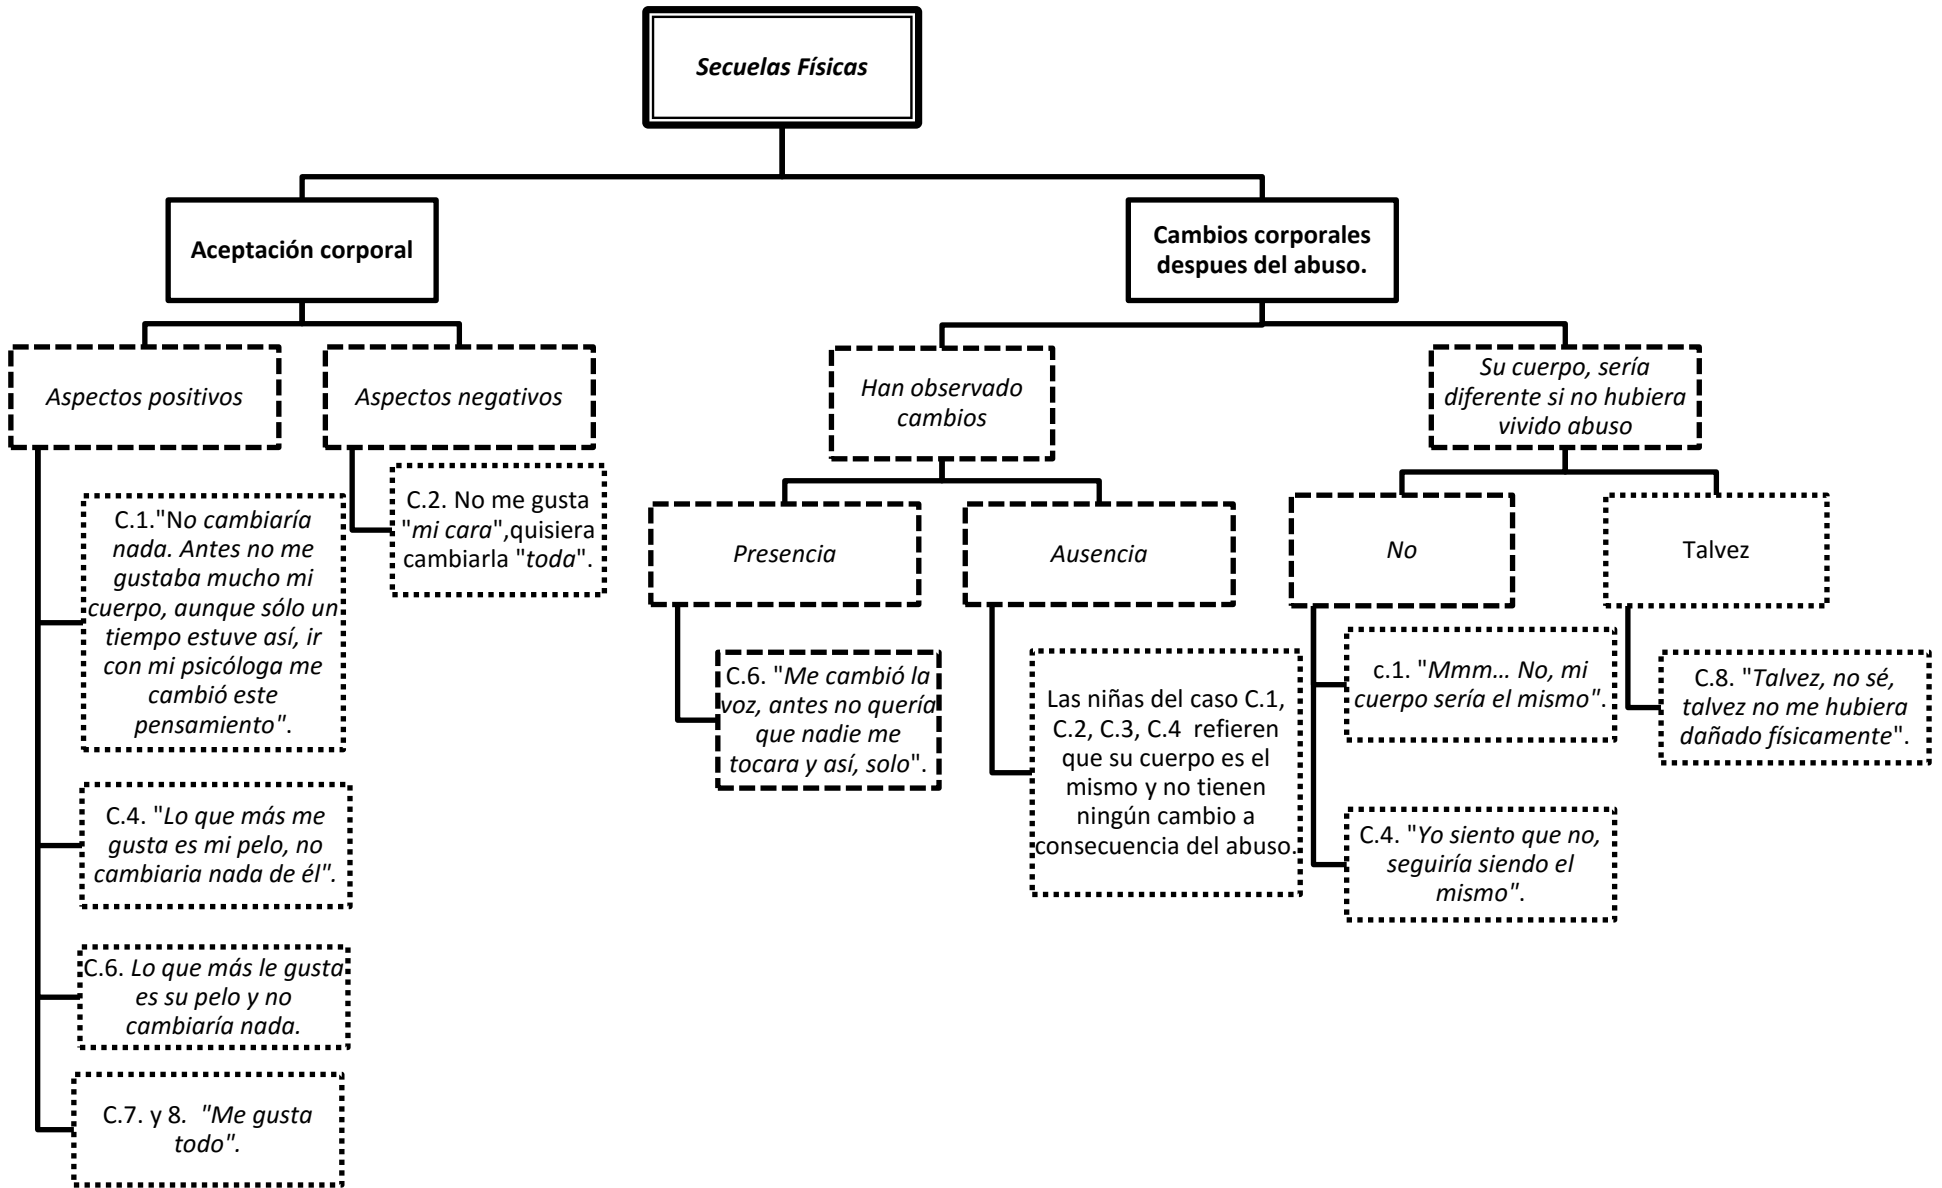 Secuelas Físicas
Aceptación corporal
Aspectos positivos
C.1."No cambiaría
nada. Antes no me
gustaba mucho mi
cuerpo, aunque sólo un
tiempo estuve así, ir
con mi psicóloga me
cambió este
pensamiento".
C.4. "Lo que más me
gusta es mi pelo, no
cambiaria nada de él".
C.6. Lo que más le gusta
es su pelo y no
cambiaría nada.
C.7. y 8. "Me gusta
todo".
Aspectos negativos
C.2. No me gusta
"mi cara",quisiera
cambiarla "toda".
Cambios corporales
despues del abuso.
Han observado
cambios
Presencia
C.6. "Me cambió la
voz, antes no quería
que nadie me
tocara y así, solo".
Ausencia
Las niñas del caso C.1,
C.2, C.3, C.4 refieren
que su cuerpo es el
mismo y no tienen
ningún cambio a
consecuencia del abuso.
Su cuerpo, sería
diferente si no hubiera
vivido abuso
No
c.1. "Mmm... No, mi
cuerpo sería el mismo".
C.4. "Yo siento que no,
seguiría siendo el
mismo".
Talvez
C.8. "Talvez, no sé,
talvez no me hubiera
dañado físicamente".